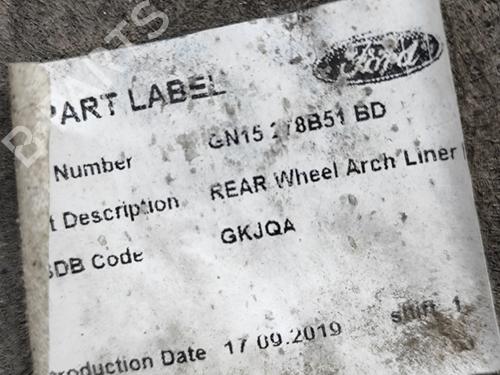 Ford
PART LABEL
Number GN15 278B51 BD
t Description REAR Wheel Arch Liner
SDB Code GKJQA
roduction Date 17 09.2019 shift 1